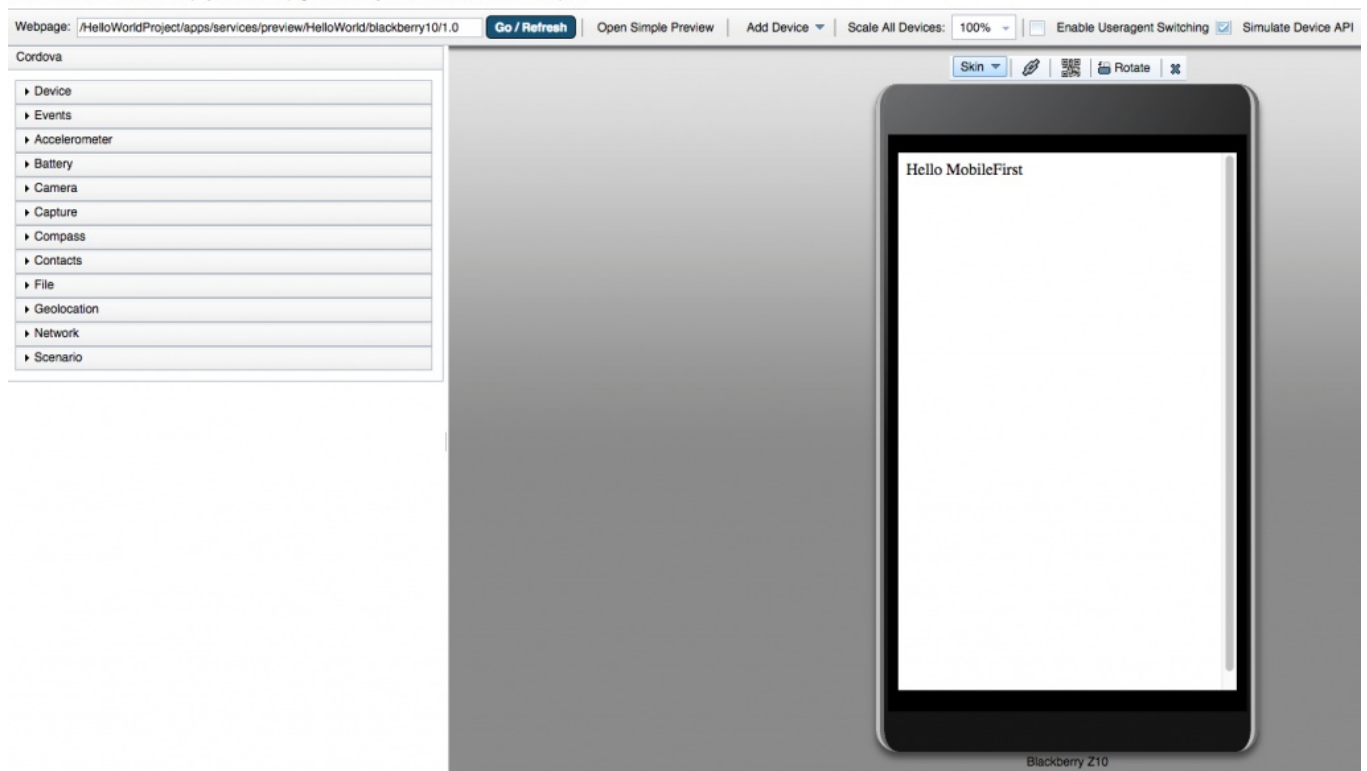 Webpage: /HelloWorldProject/apps/services/preview/HelloWorld/blackberry10/1.0 Go / Refresh Open Simple Preview Add Device Scale All Devices: 100% Enable Useragent Switching Simulate Device API
Cordova
Device
Events
Accelerometer
Battery
Camera
Capture
Compass
Contacts
File
Geolocation
Network
Scenario
Skin Rotate
Hello MobileFirst
Blackberry Z10